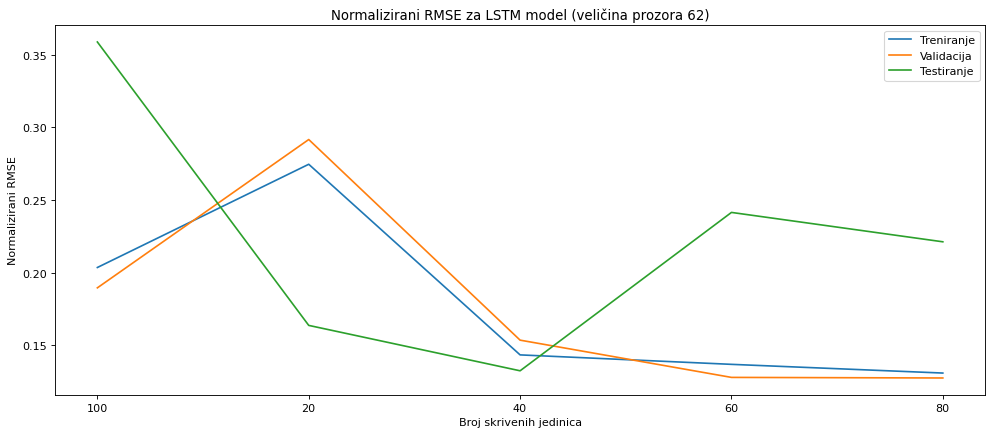 Normalizirani RMSE za LSTM model (veličina prozora 62)
Treniranje
Validacija
Testiranje
Normalizirani RMSE
0.35
0.30
0.25
0.20
0.15
100 20 40 60 80
Broj skrivenih jedinica